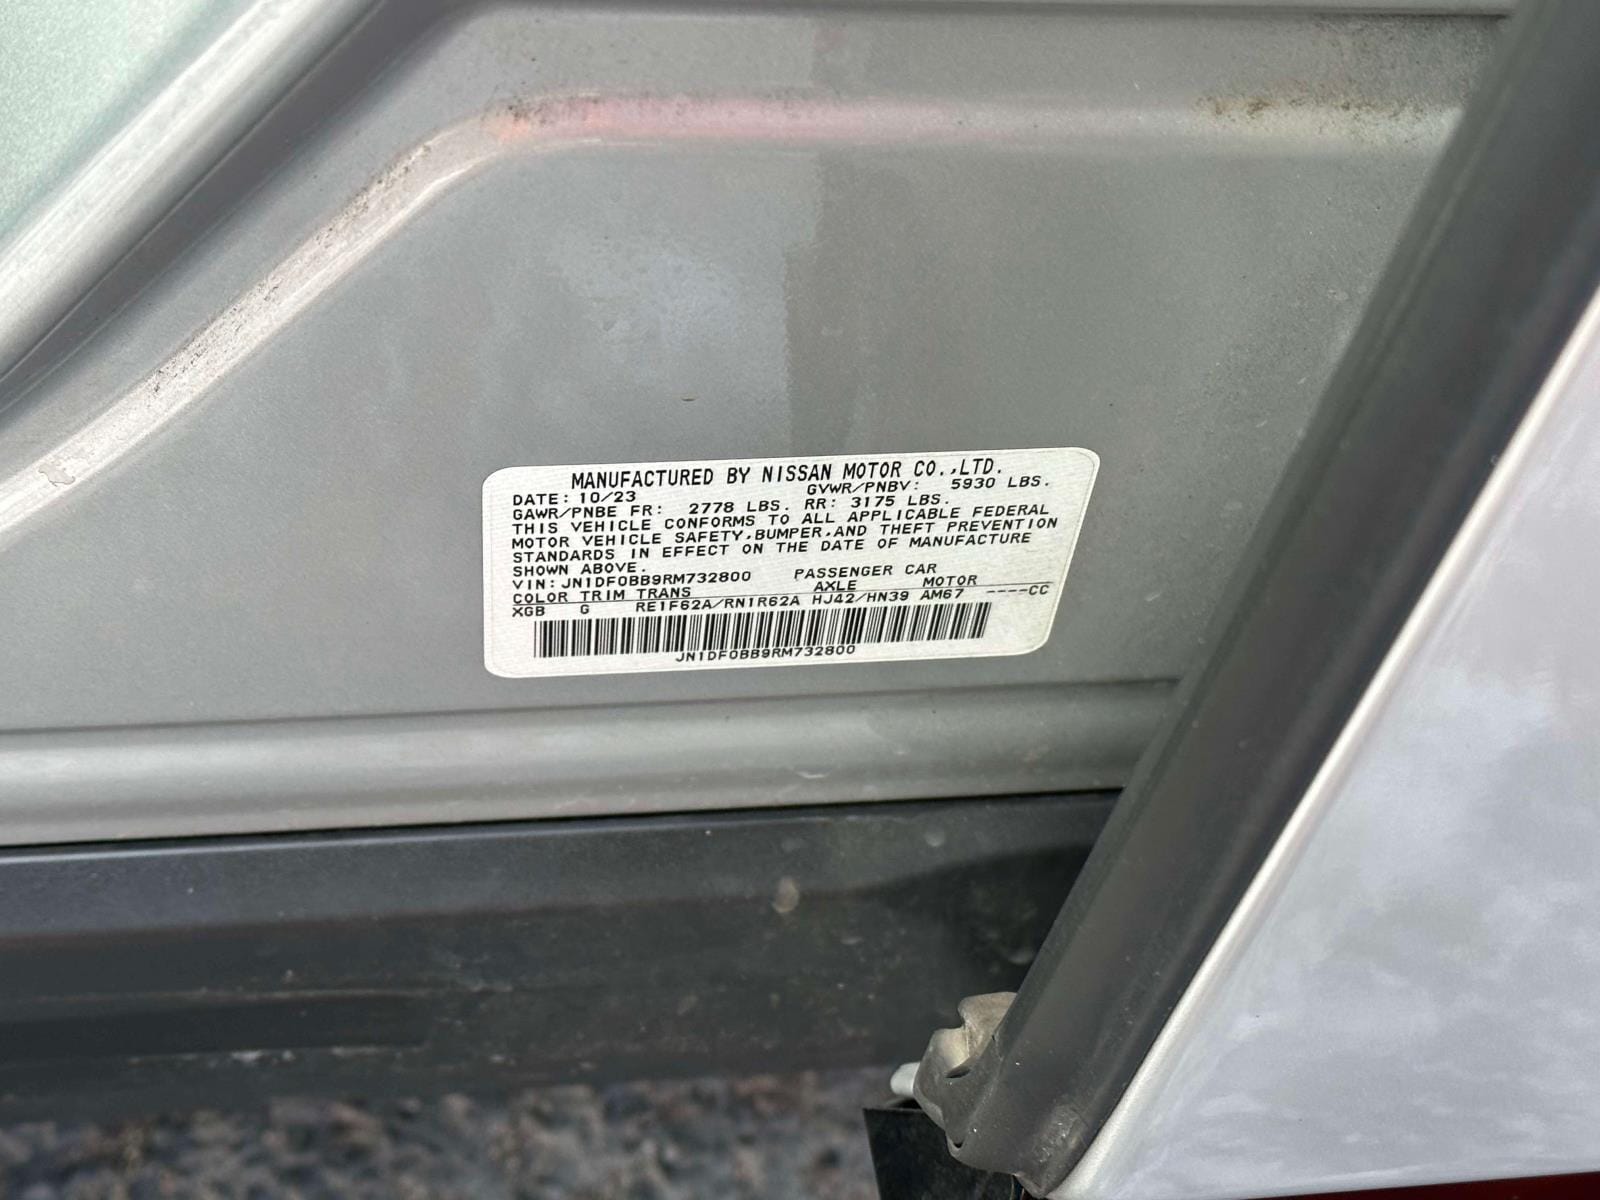 MANUFACTURED BY NISSAN MOTOR CO.,LTD.
DATE: 10/23 GVWR/PNBV: 5930 LBS.
GAWR/PNBE FR: 2778 LBS. RR: 3175 LBS.
THIS VEHICLE CONFORMS TO ALL APPLICABLE FEDERAL
MOTOR VEHICLE SAFETY,BUMPER,AND THEFT PREVENTION
STANDARDS IN EFFECT ON THE DATE OF MANUFACTURE
SHOWN ABOVE.
VIN:JN1DF0BB9RM732800 PASSENGER CAR
COLOR TRIM TRANS AXLE MOTOR
XGB G RE1F62A/RN1R62A HJ42/HN39 AM67 ----CC
JN1DF0BB9RM732800